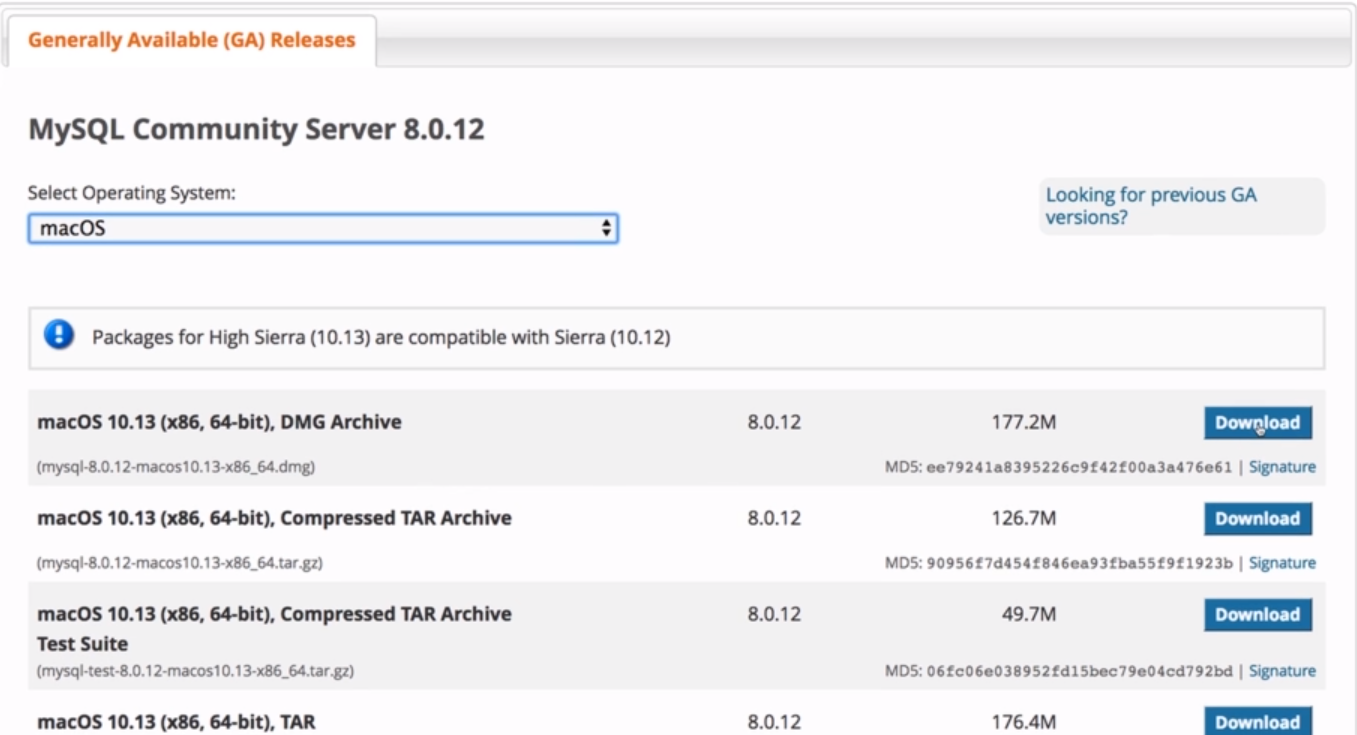 Generally Available (GA) Releases
MySQL Community Server 8.0.12
Select Operating System:
macOS
Looking for previous GA
versions?
Packages for High Sierra (10.13) are compatible with Sierra (10.12)
macOS 10.13 (x86, 64-bit), DMG Archive 8.0.12 177.2M Download
(mysql-8.0.12-macos10.13-x86_64.dmg) MD5: ee79241a8395226c9f42f00a3a476e61 | Signature
macOS 10.13 (x86, 64-bit), Compressed TAR Archive 8.0.12 126.7M Download
(mysql-8.0.12-macos10.13-x86_64.tar.gz) MD5: 90956f7d454f846ea93fba55f9f1923b | Signature
macOS 10.13 (x86, 64-bit), Compressed TAR Archive 8.0.12 49.7M Download
Test Suite
(mysql-test-8.0.12-macos10.13-x86_64.tar.gz) MD5: 06fc06e038952fd15bec79e04cd792bd | Signature
macOS 10.13 (x86, 64-bit), TAR 8.0.12 176.4M Download